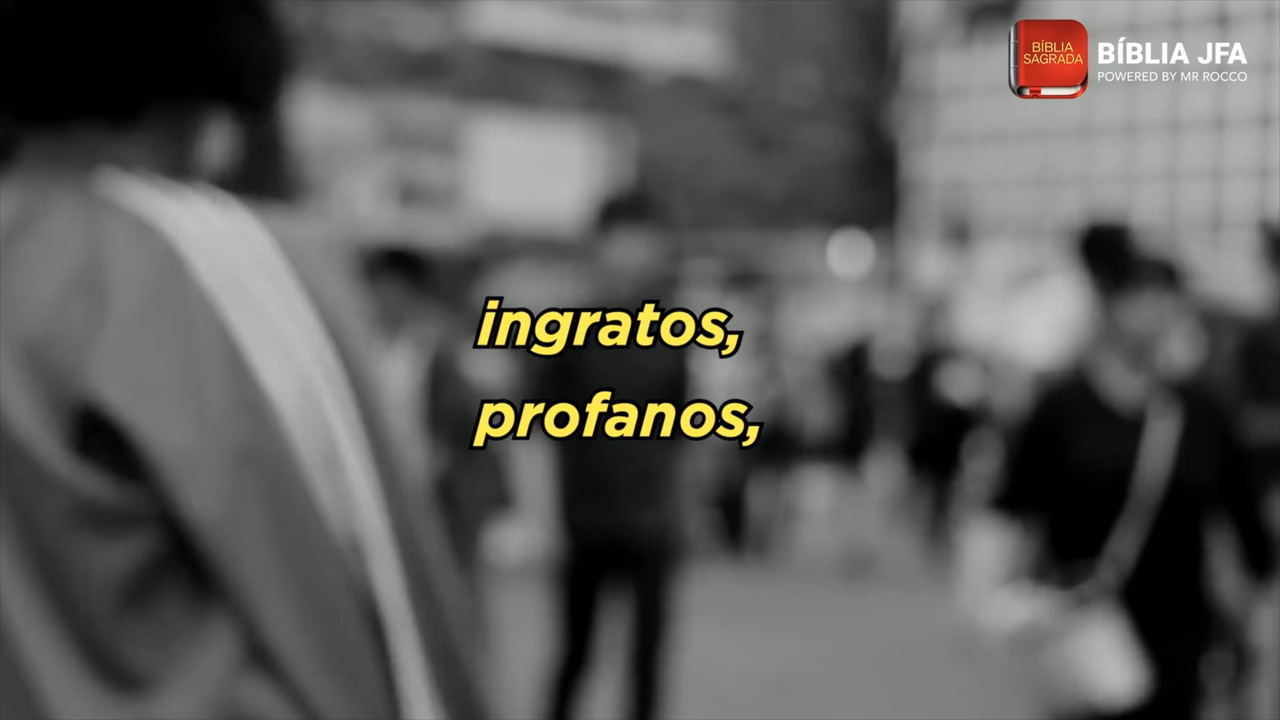 BÍBLIA
SAGRADA
BÍBLIA JFA
POWERED BY MR ROCCO
ingratos,
profanos,